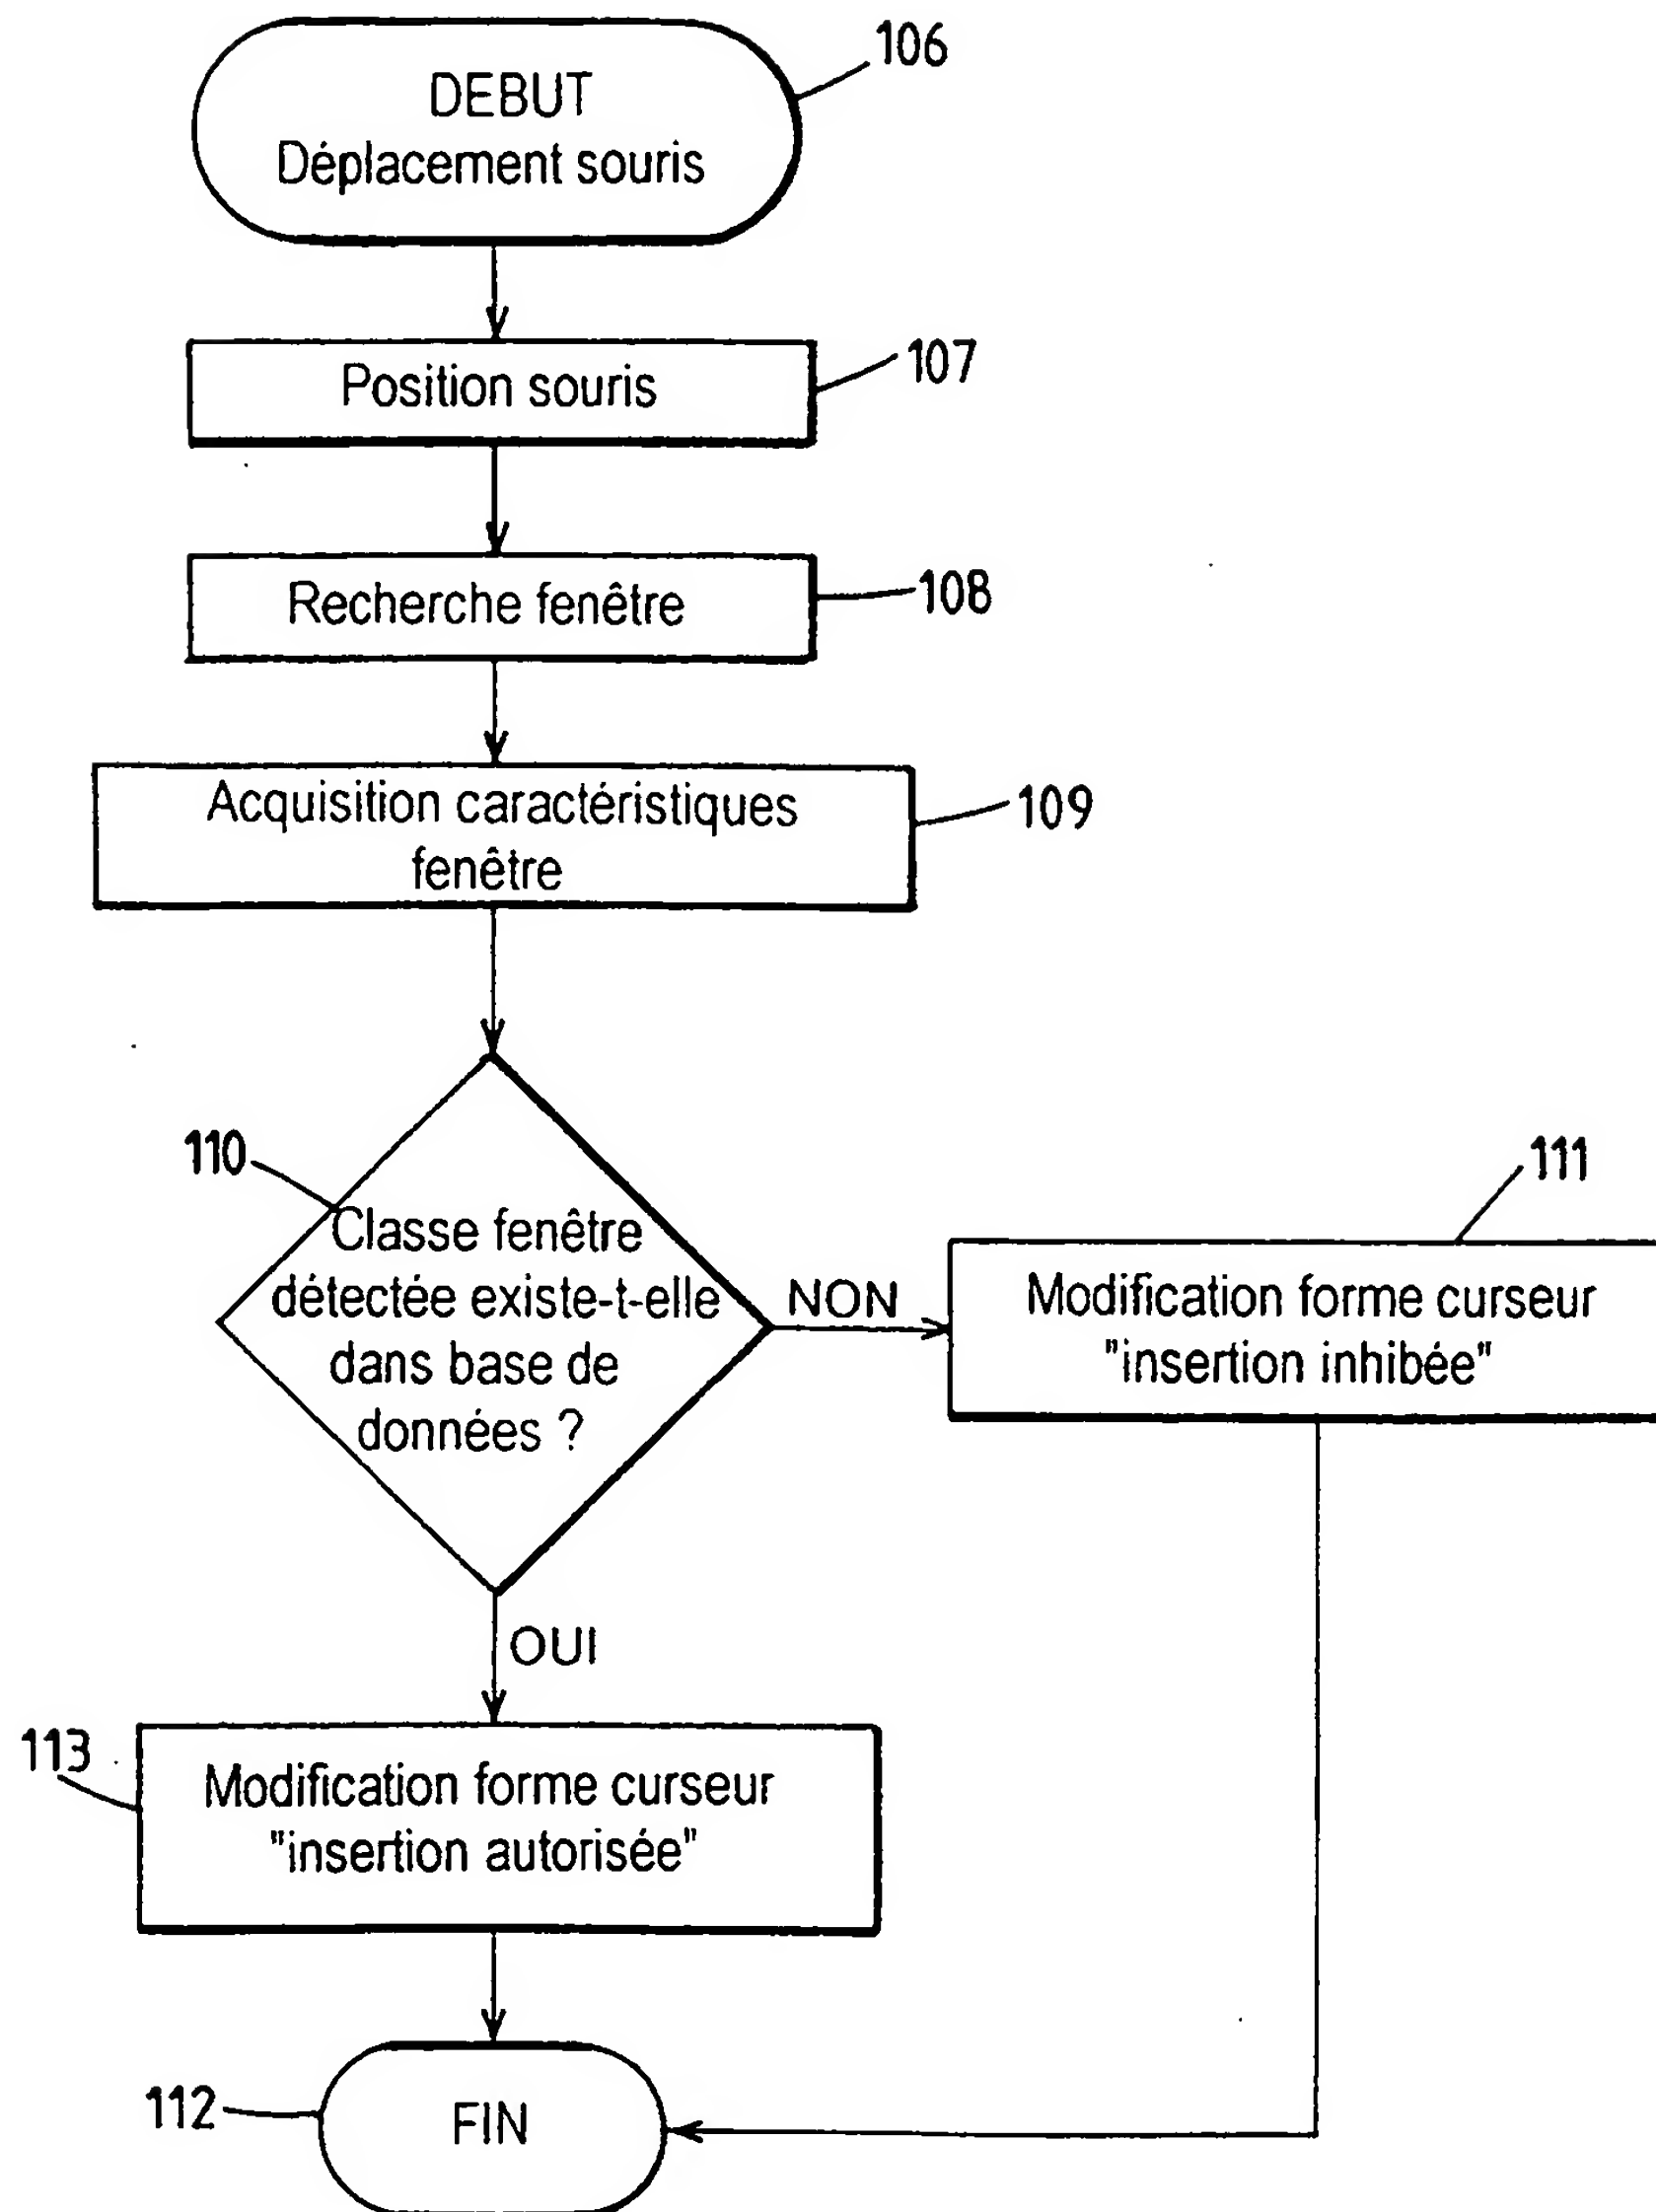 DEBUT
Déplacement souris
106
Position souris
107
Recherche fenêtre
108
Acquisition caractéristiques
fenêtre
109
110
Classe fenêtre
détectée existe-t-elle
dans base de
données ?
NON
111
Modification forme curseur
"insertion inhibée"
OUI
113
Modification forme curseur
"insertion autorisée"
112
FIN